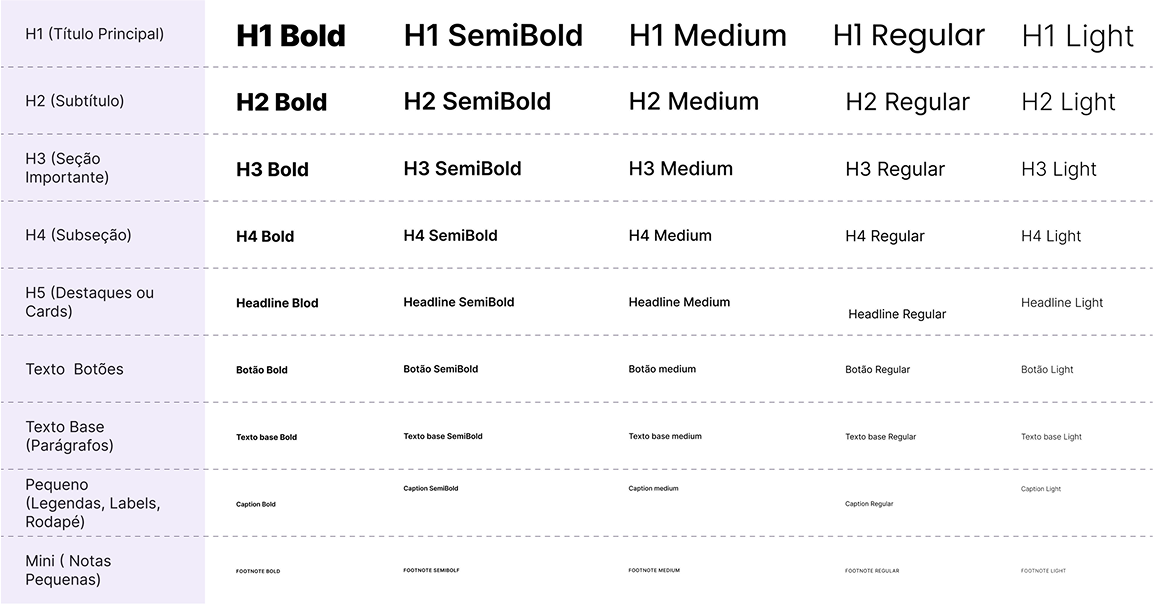 H1 (Título Principal) H1 Bold H1 SemiBold H1 Medium H1 Regular H1 Light
H2 (Subtítulo) H2 Bold H2 SemiBold H2 Medium H2 Regular H2 Light
H3 (Seção
Importante) H3 Bold H3 SemiBold H3 Medium H3 Regular H3 Light
H4 (Subseção) H4 Bold H4 SemiBold H4 Medium H4 Regular H4 Light
H5 (Destaques ou
Cards) Headline Blod Headline SemiBold Headline Medium Headline Regular Headline Light
Texto  Botões Botão Bold Botão SemiBold Botão medium Botão Regular Botão Light
Texto Base
(Parágrafos) Texto base Bold Texto base SemiBold Texto base medium Texto base Regular Texto base Light
Pequeno
(Legendas, Labels,
Rodapé) Caption Bold Caption SemiBold Caption medium Caption Regular Caption Light
Mini ( Notas
Pequenas) FOOTNOTE BOLD FOOTNOTE SEMIBOLF FOOTNOTE MEDIUM FOOTNOTE REGULAR FOOTNOTE LIGHT